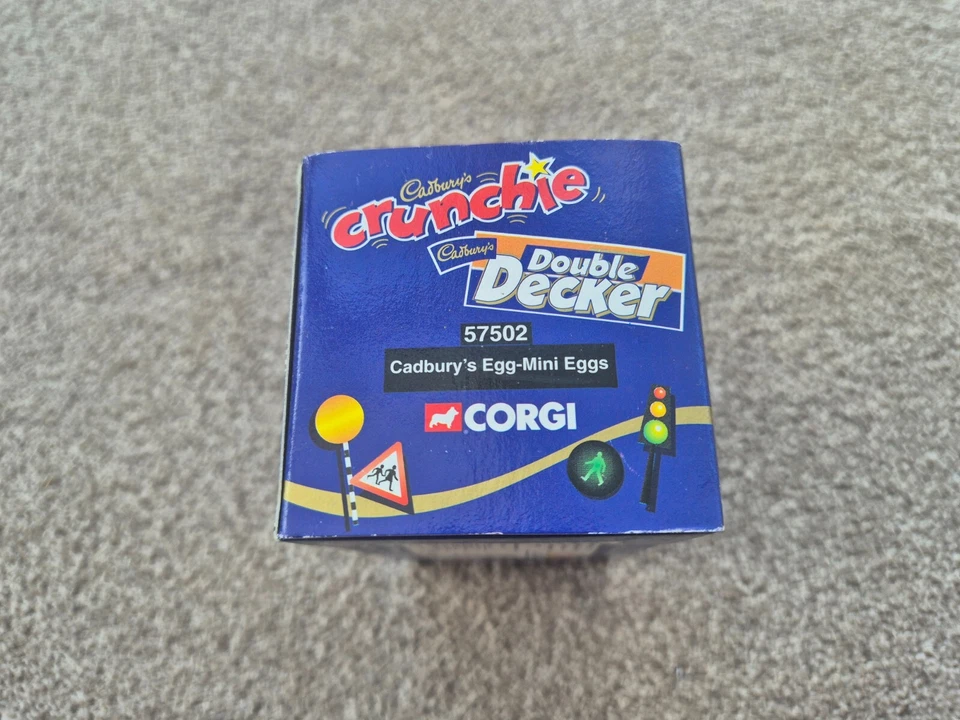 Cadbury's
crunchie
Cadbury's
Double
Decker
57502
Cadbury's Egg-Mini Eggs
CORGI